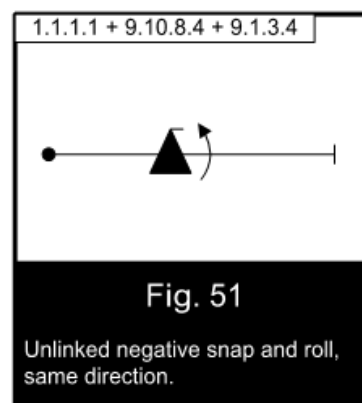 1.1.1.1 + 9.10.8.4 + 9.1.3.4
Fig. 51
Unlinked negative snap and roll,
same direction.